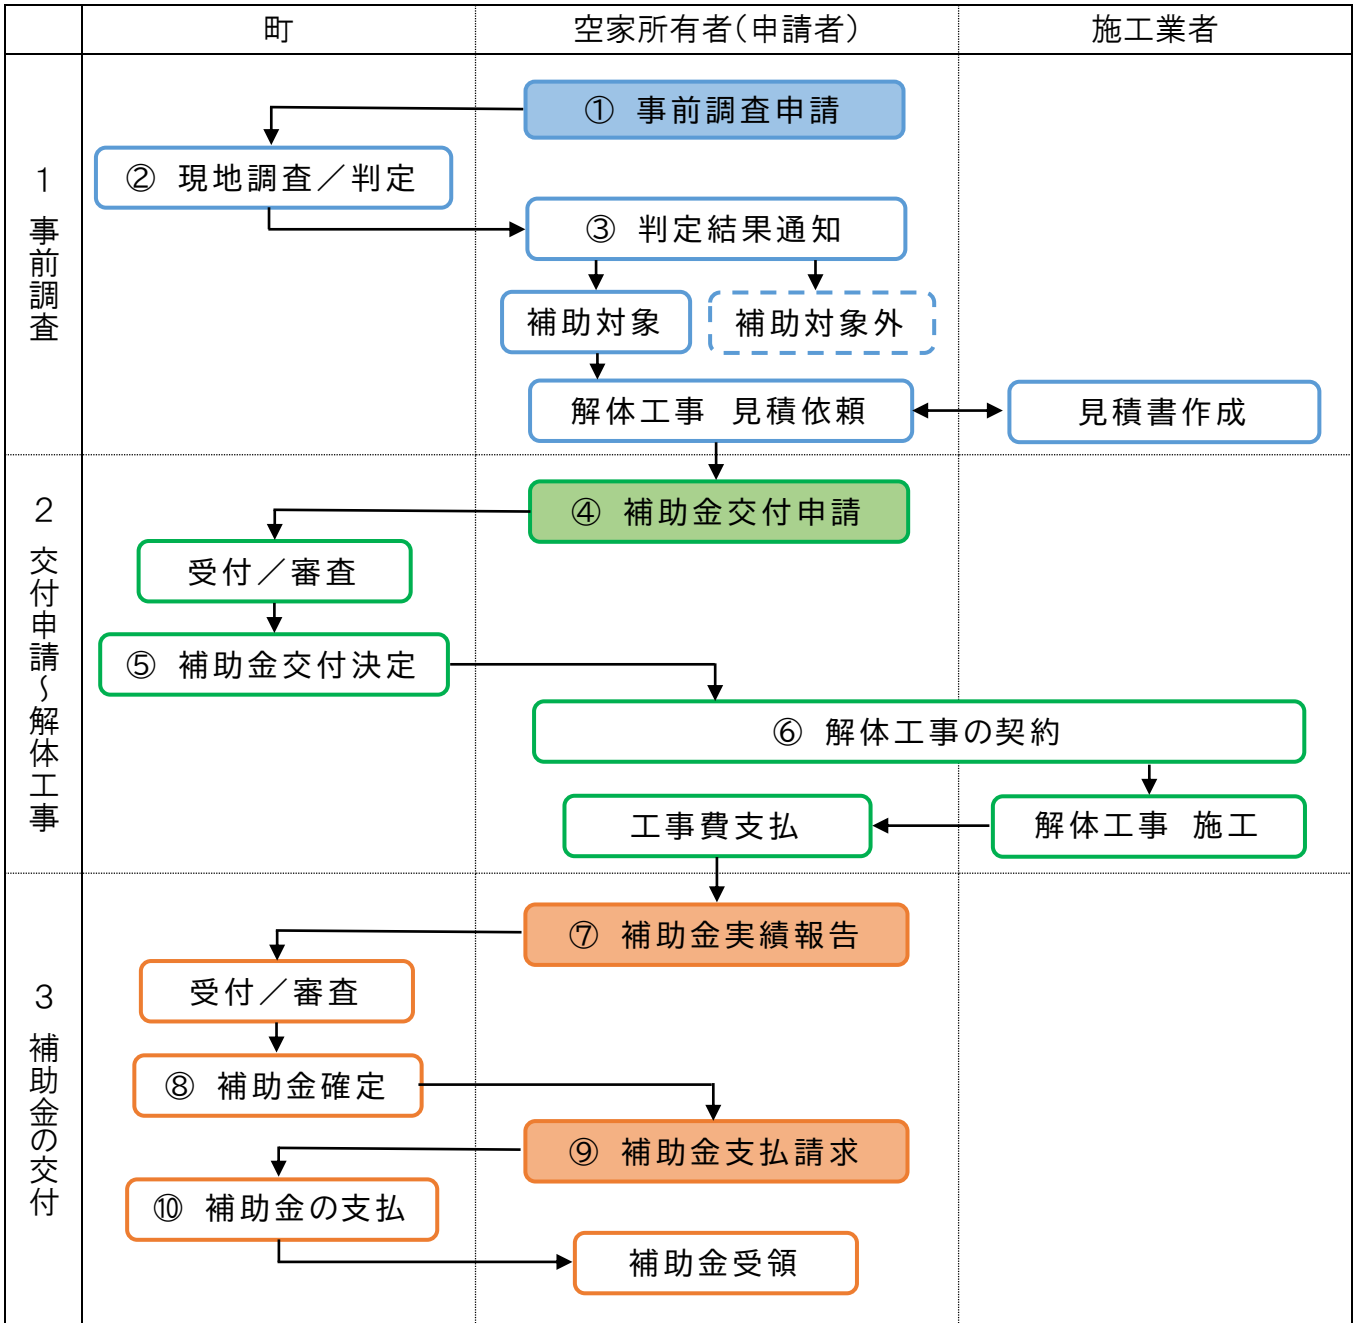 町
空家所有者（申請者）
施工業者
１ 事前調査
① 事前調査申請
② 現地調査／判定
③ 判定結果通知
補助対象
補助対象外
解体工事 見積依頼
見積書作成
２ 交付申請～解体工事
④ 補助金交付申請
受付／審査
⑤ 補助金交付決定
⑥ 解体工事の契約
工事費支払
解体工事 施工
３ 補助金の交付
⑦ 補助金実績報告
受付／審査
⑧ 補助金確定
⑨ 補助金支払請求
⑩ 補助金の支払
補助金受領